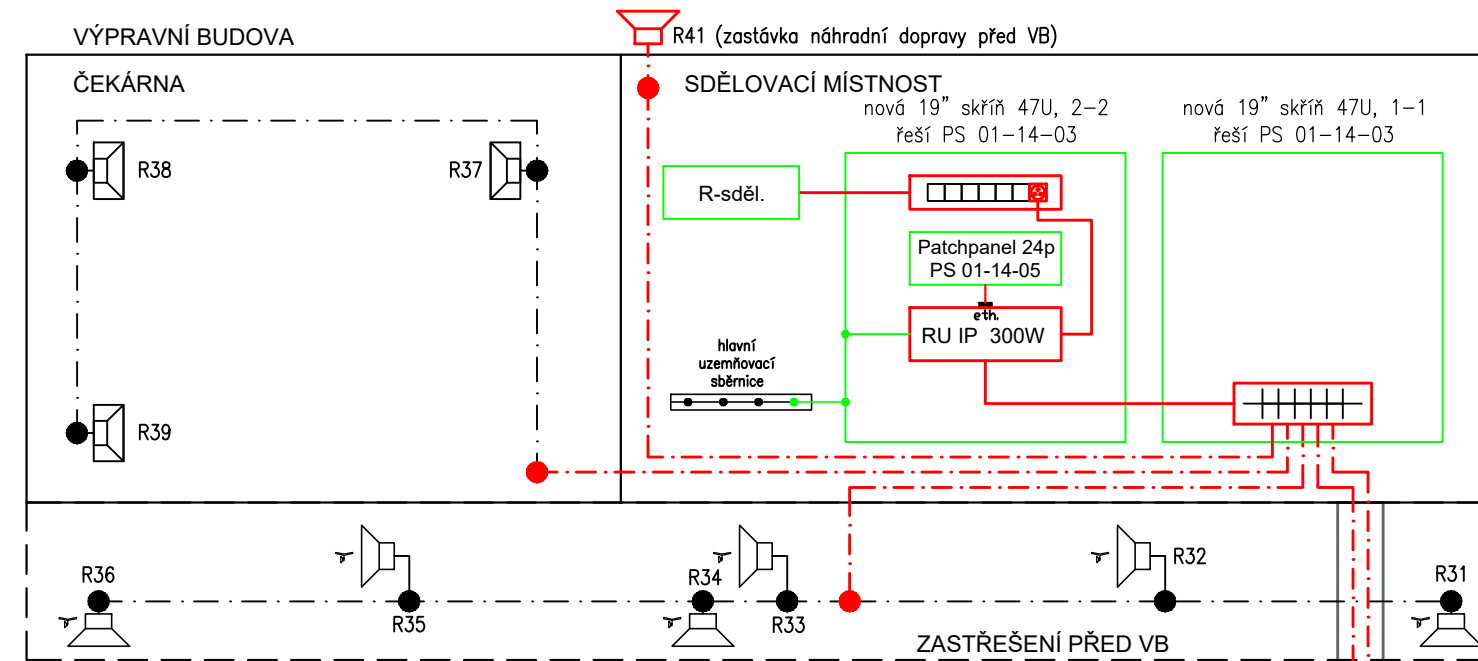 VÝPRAVNÍ BUDOVA
R41 (zastávka náhradní dopravy před VB)
ČEKÁRNA
SDĚLOVACÍ MÍSTNOST
nová 19" skříň 47U, 2-2
řeší PS 01-14-03
nová 19" skříň 47U, 1-1
řeší PS 01-14-03
R38
R37
R-sděl.
Patchpanel 24p
PS 01-14-05
eth.
RU IP 300W
hlavní
uzemňovací
sběrnice
R39
R36
R35
R34
R33
R32
R31
ZASTŘEŠENÍ PŘED VB